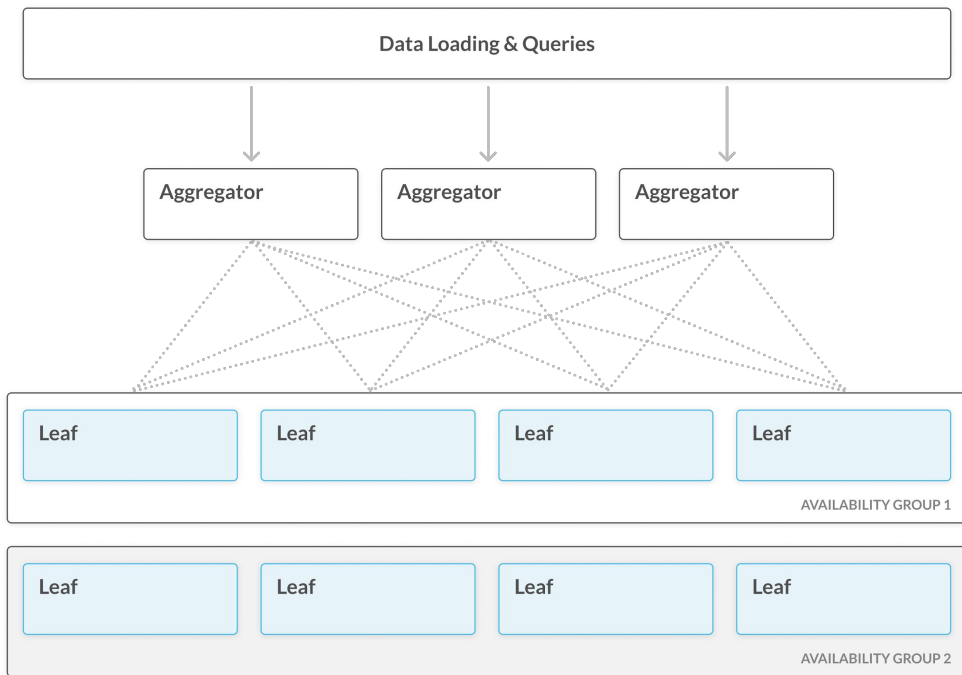 Data Loading & Queries
Aggregator
Aggregator
Aggregator
Leaf
Leaf
Leaf
Leaf
AVAILABILITY GROUP 1
Leaf
Leaf
Leaf
Leaf
AVAILABILITY GROUP 2